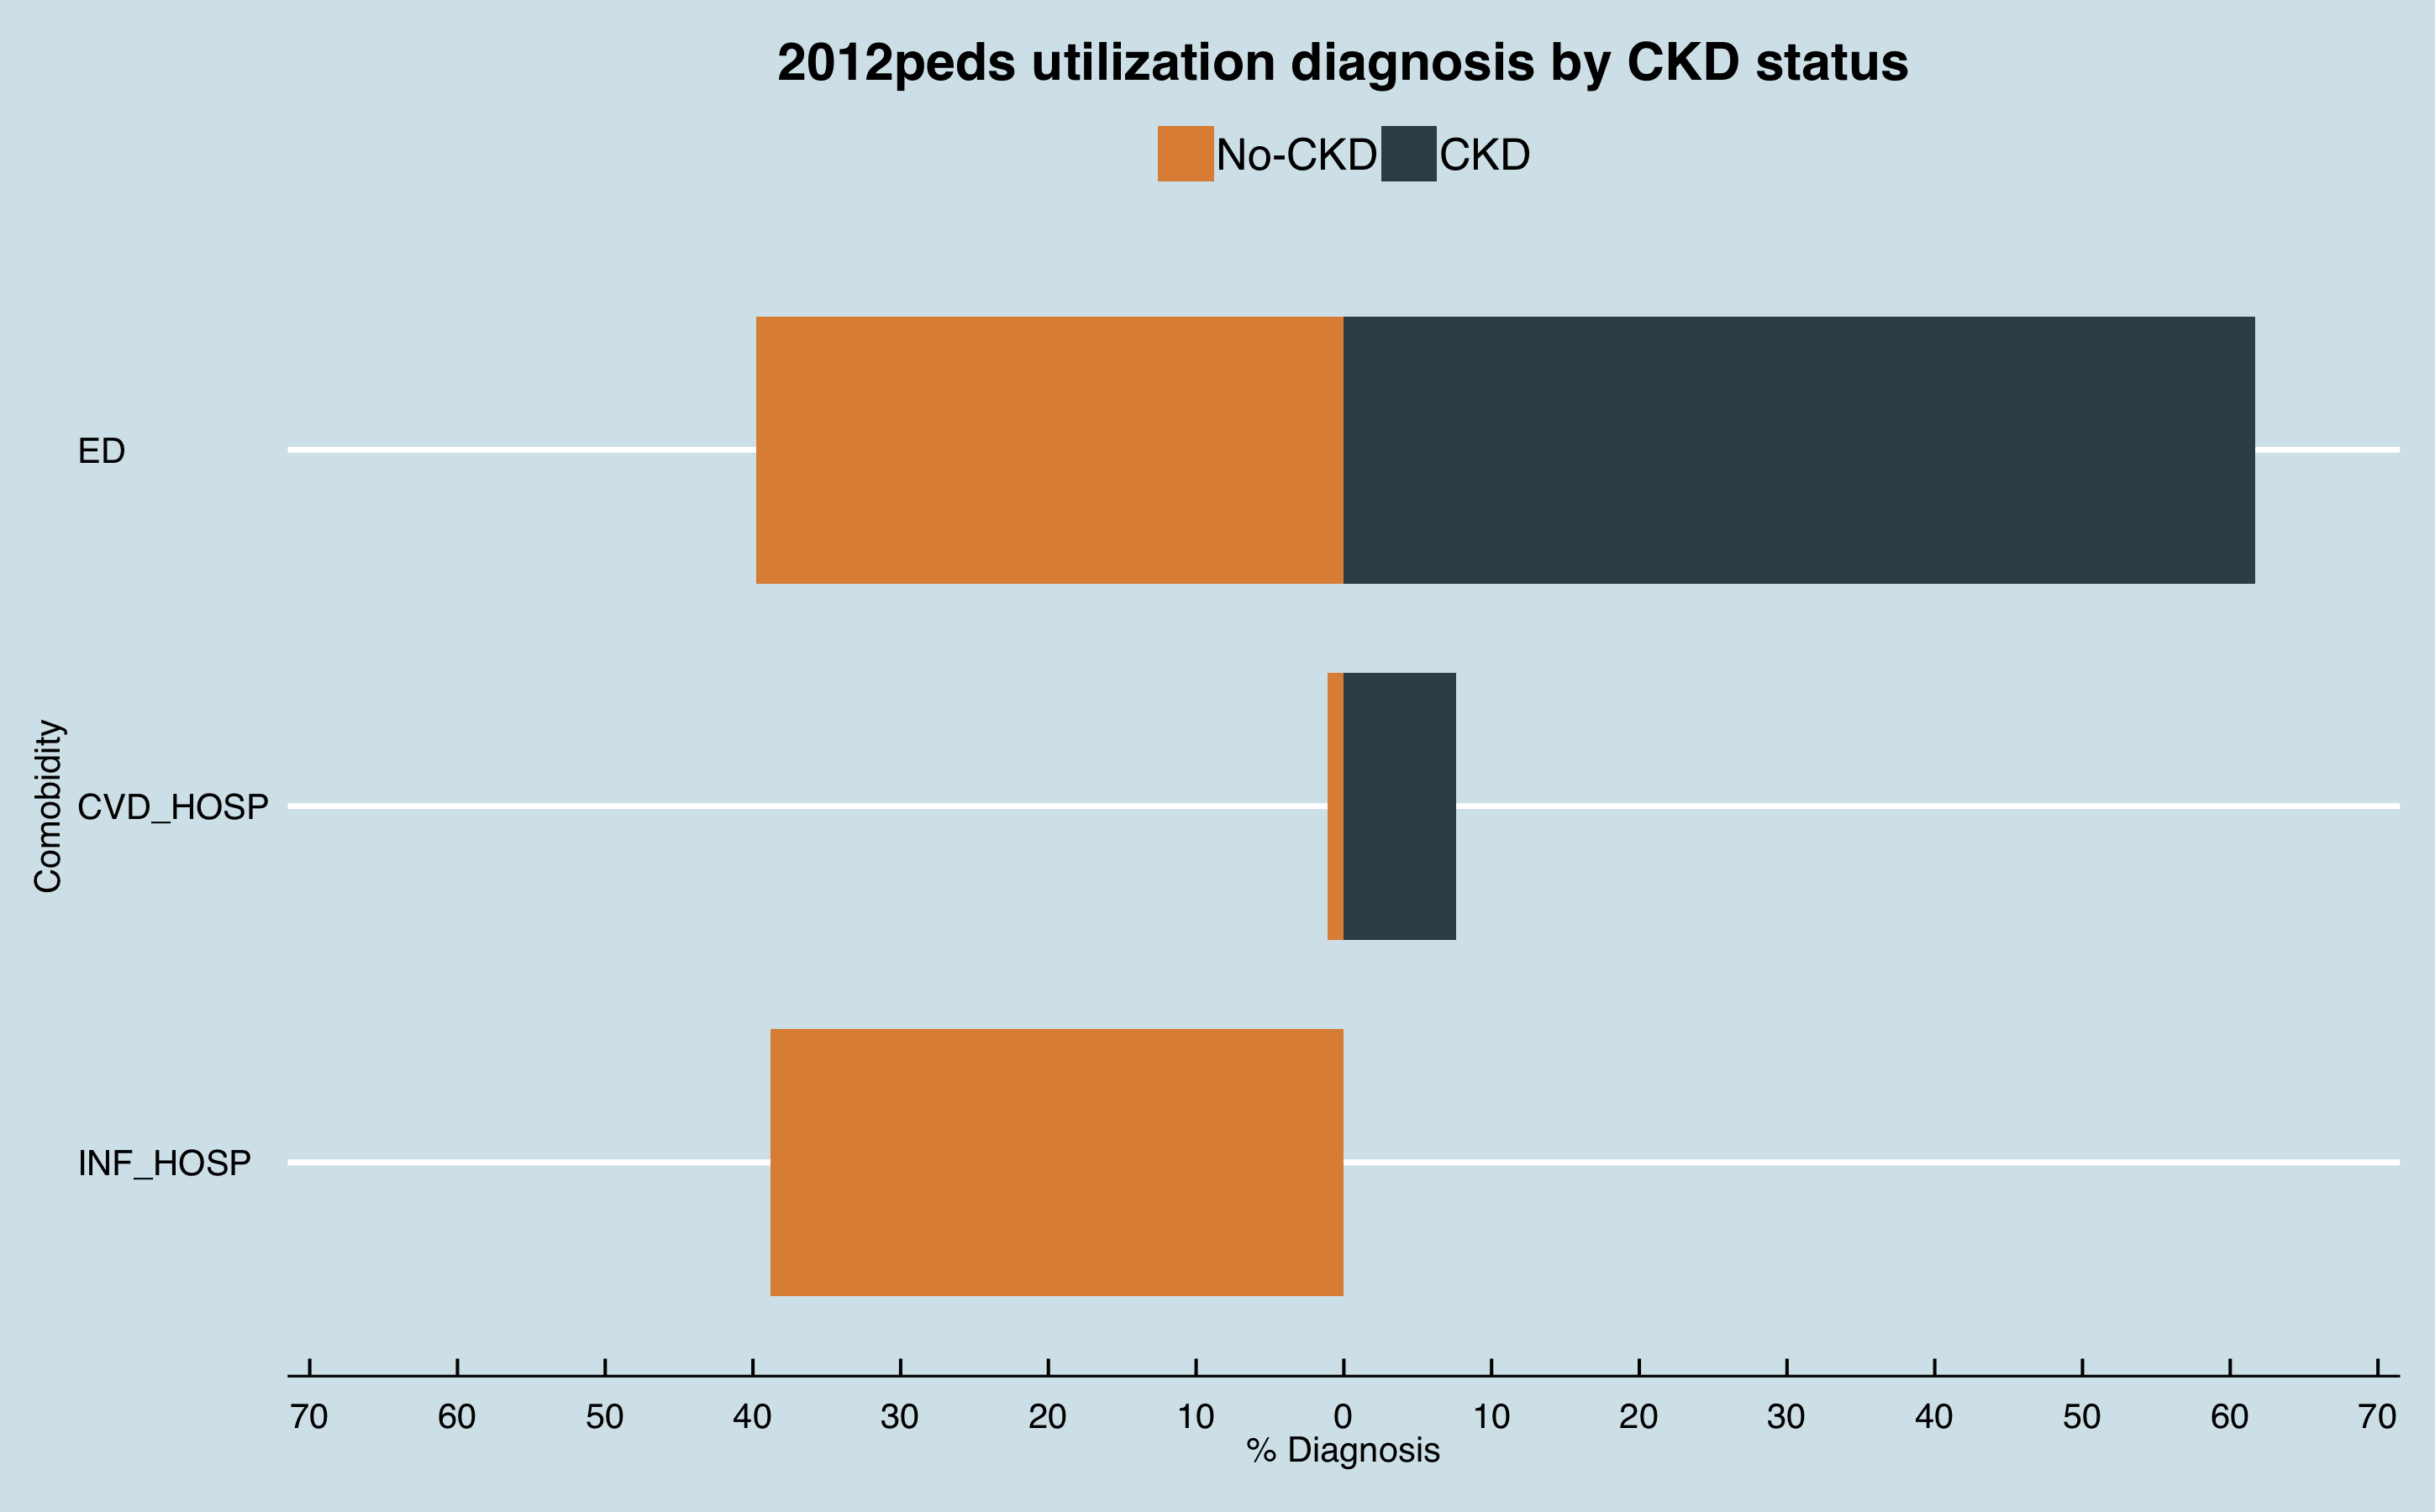 2012peds utilization diagnosis by CKD status
No-CKD CKD
ED
Comobidity
CVD_HOSP
INF_HOSP
70 60 50 40 30 20 10 0 10 20 30 40 50 60 70
% Diagnosis